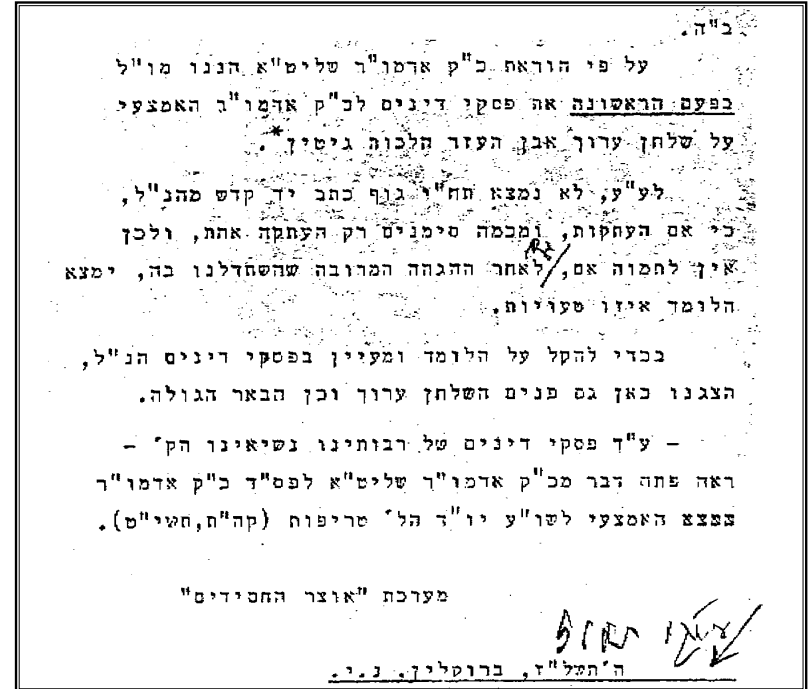 ב"ה.
על פי הוראת כ"ק אדמו"ר שליט"א הננו מו"ל
בפעם הראשונה את פסקי דינים לכ"ק אדמו"ר האמצעי
על שלחן ערוך אבן העזר הלכות גיטין*.
לע"ע, לא נמצא תח"י גוף כתב יד קדש מהנ"ל,
כי אם העתקות, ומכמה סימנים רק העתקה אחת, ולכן
אין לתמוה אם, לאחר ההגהה המרובה שהשתדלנו בה, ימצא
הלומד איזו טעויות.
בכדי להקל על הלומד ומעיין בפסקי דינים הנ"ל,
הצגנו כאן גם פנים השלחן ערוך וכן הבאר הגולה.
– ע"ד פסקי דינים של רבותינו נשיאינו הק' –
ראה פתח דבר מכ"ק אדמו"ר שליט"א לפס"ד כ"ק אדמו"ר
האמצעי לשו"ע יו"ד הל' טריפות (קה"ת, תשי"ט).
מערכת "אוצר החסידים"
ה'תשל"ז, ברוקלין. נ.י.